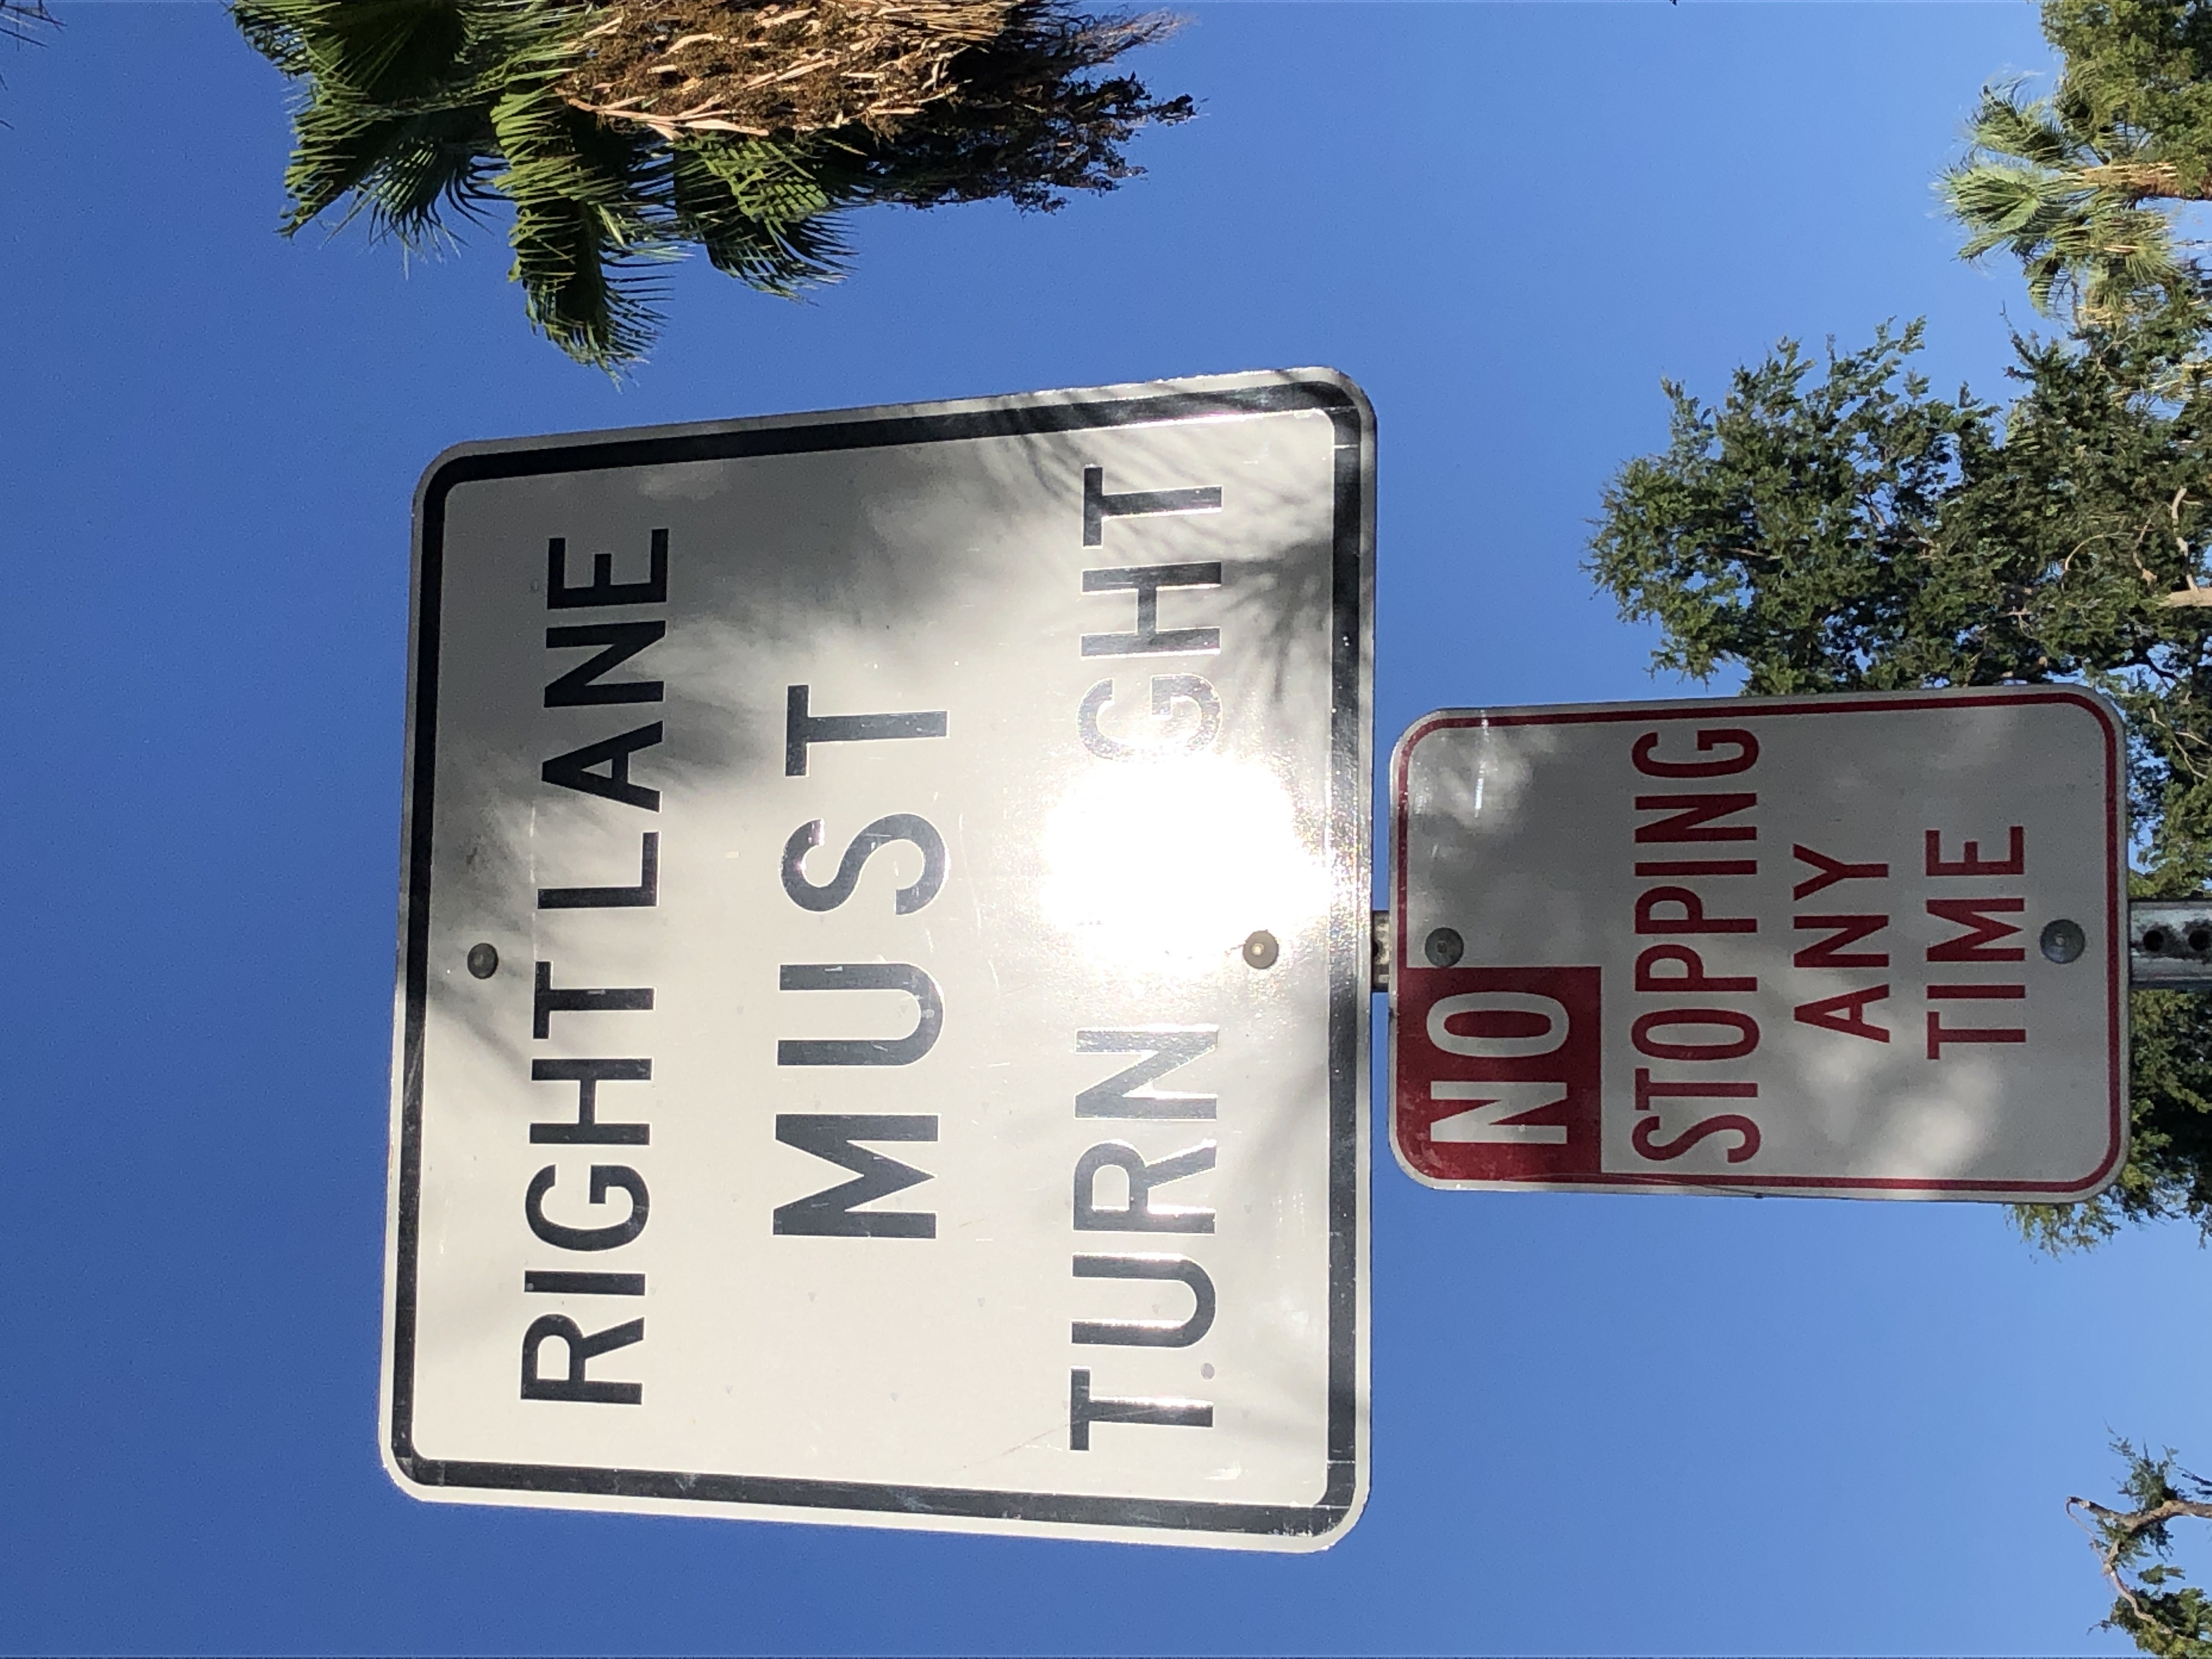 RIGHT LANE
MUST
TURN
NO
STOPPING
ANY
TIME